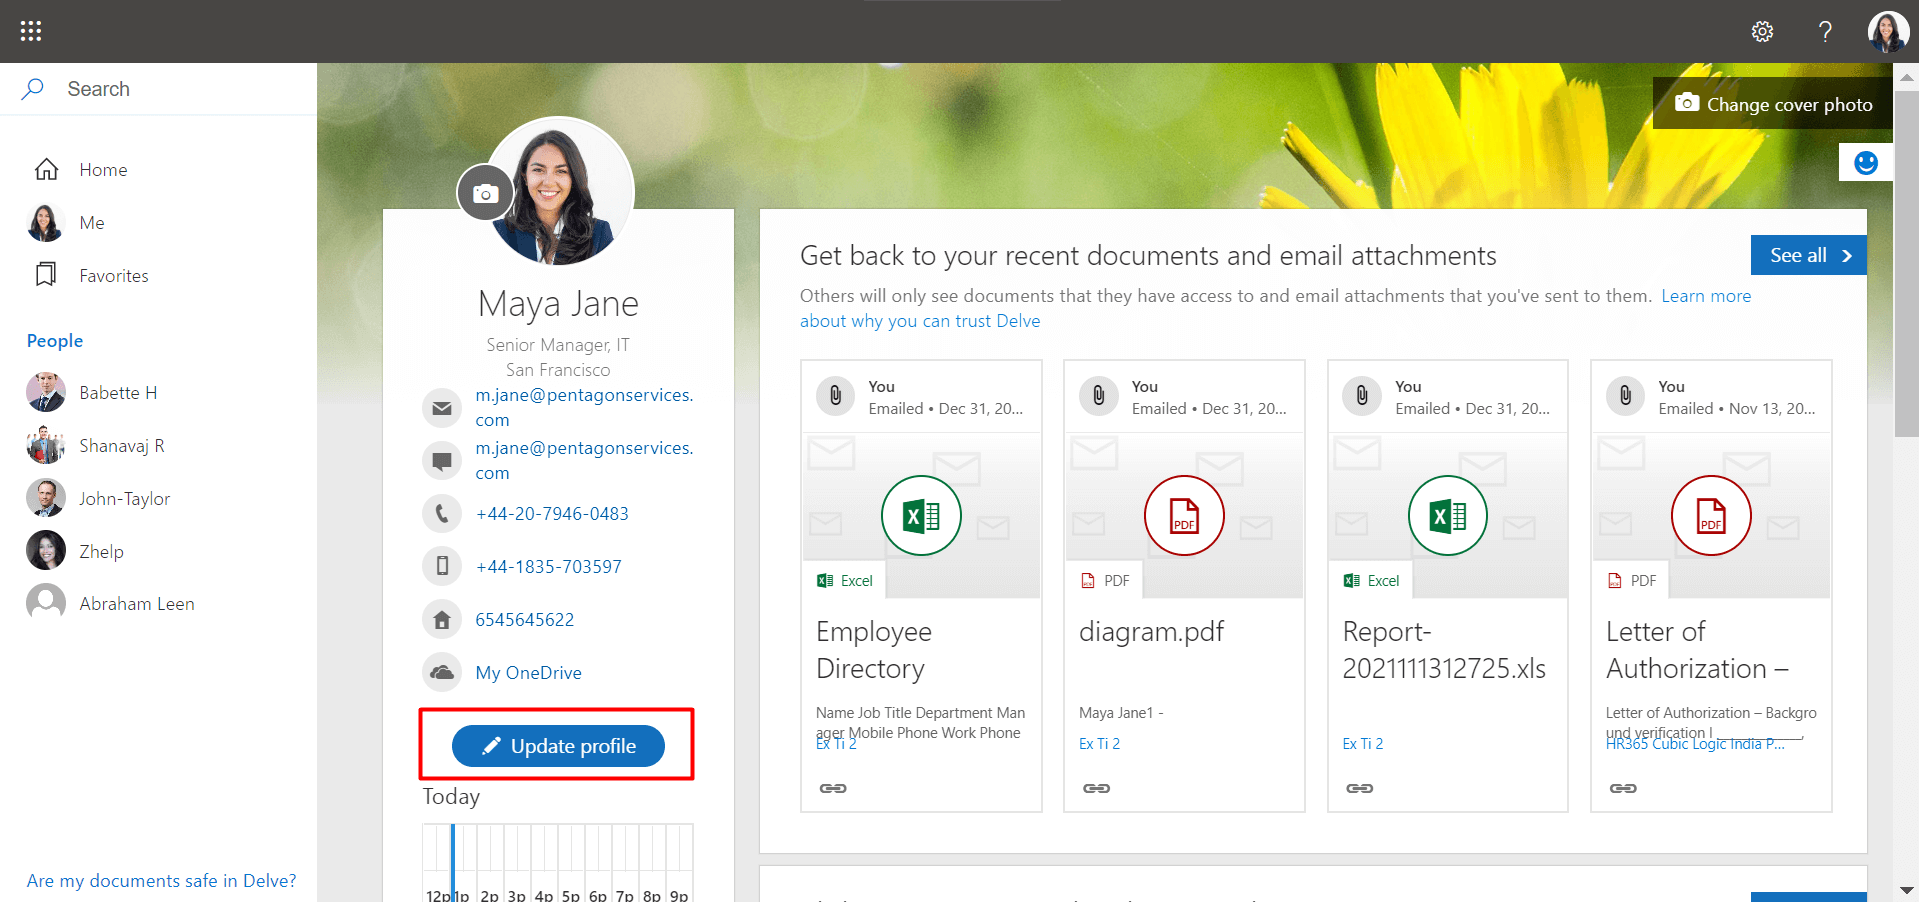 Search
Change cover photo
Home
Me
Favorites
People
Babette H
Shanavaj R
John-Taylor
Zhelp
Abraham Leen
Are my documents safe in Delve?
Maya Jane
Senior Manager, IT
San Francisco
m.jane@pentagonservices.
com
m.jane@pentagonservices.
com
+44-20-7946-0483
+44-1835-703597
6545645622
My OneDrive
Update profile
Today
12p 1p 2p 3p 4p 5p 6p 7p 8p 9p
Get back to your recent documents and email attachments
See all
Others will only see documents that they have access to and email attachments that you've sent to them. Learn more
about why you can trust Delve
You
Emailed • Dec 31, 20...
Excel
Employee
Directory
Name Job Title Department Man
ager Mobile Phone Work Phone
Ex Ti 2
You
Emailed • Dec 31, 20...
PDF
PDF
diagram.pdf
Maya Jane1 -
Ex Ti 2
You
Emailed • Dec 31, 20...
Excel
Report-
2021111312725.xls
Ex Ti 2
You
Emailed • Nov 13, 20...
PDF
PDF
Letter of
Authorization –
Letter of Authorization – Backgro
und verification I
HR365 Cubic Logic India P...